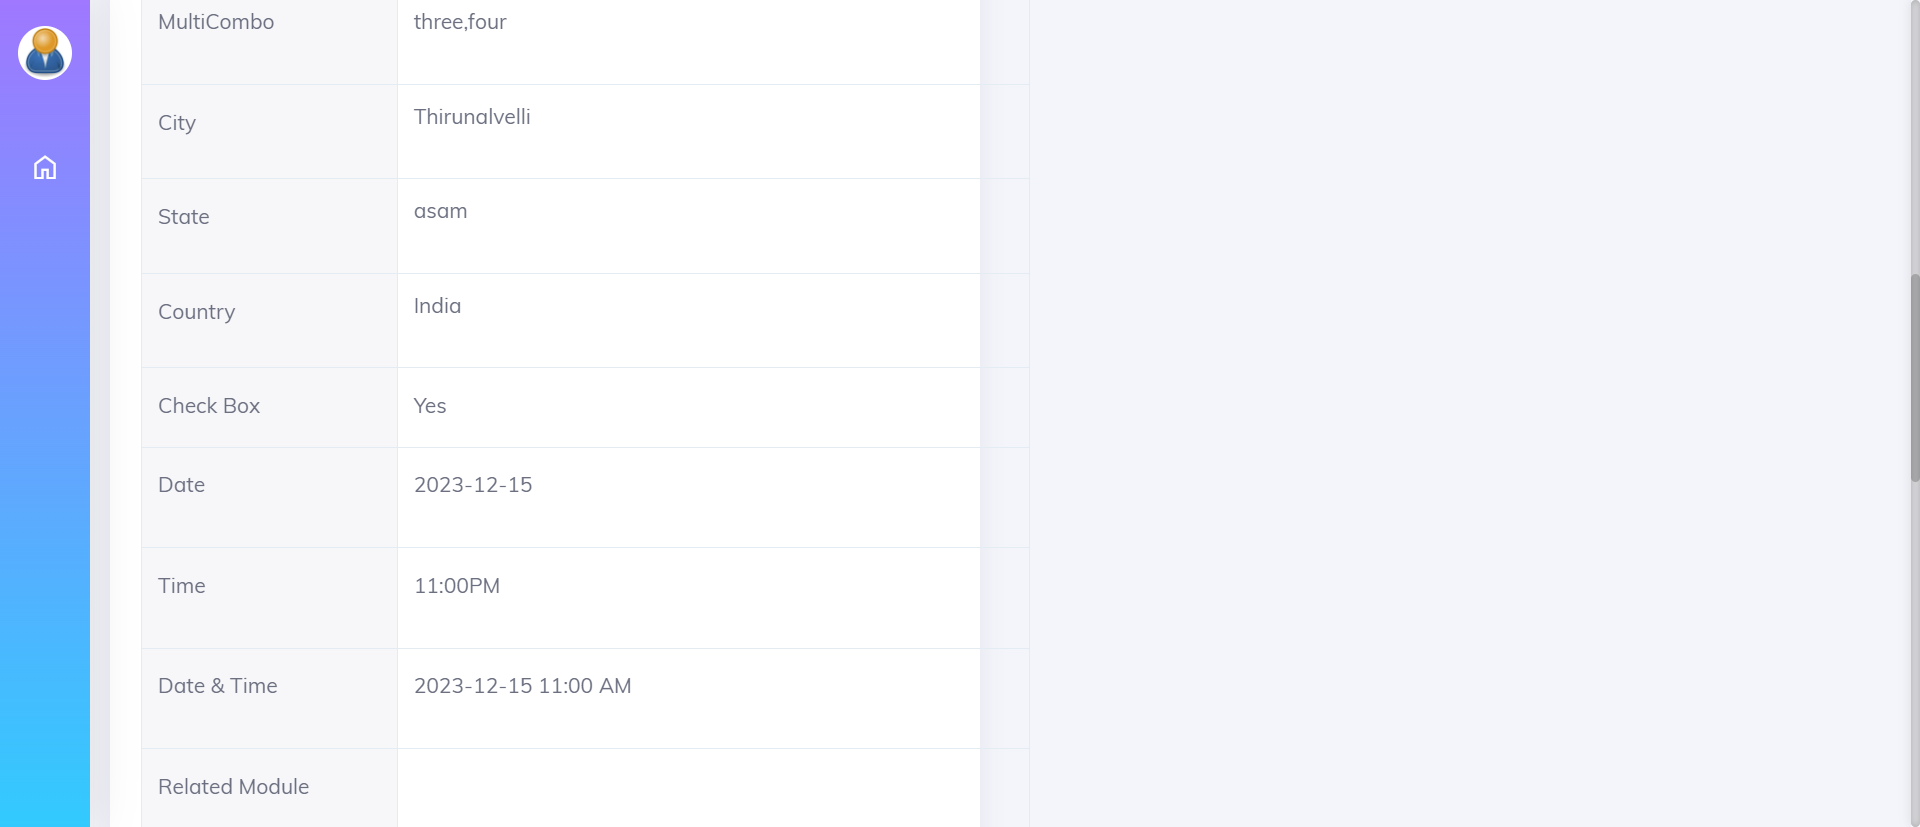 MultiCombo three,four
City Thirunalvelli
State asam
Country India
Check Box Yes
Date 2023-12-15
Time 11:00PM
Date & Time 2023-12-15 11:00 AM
Related Module